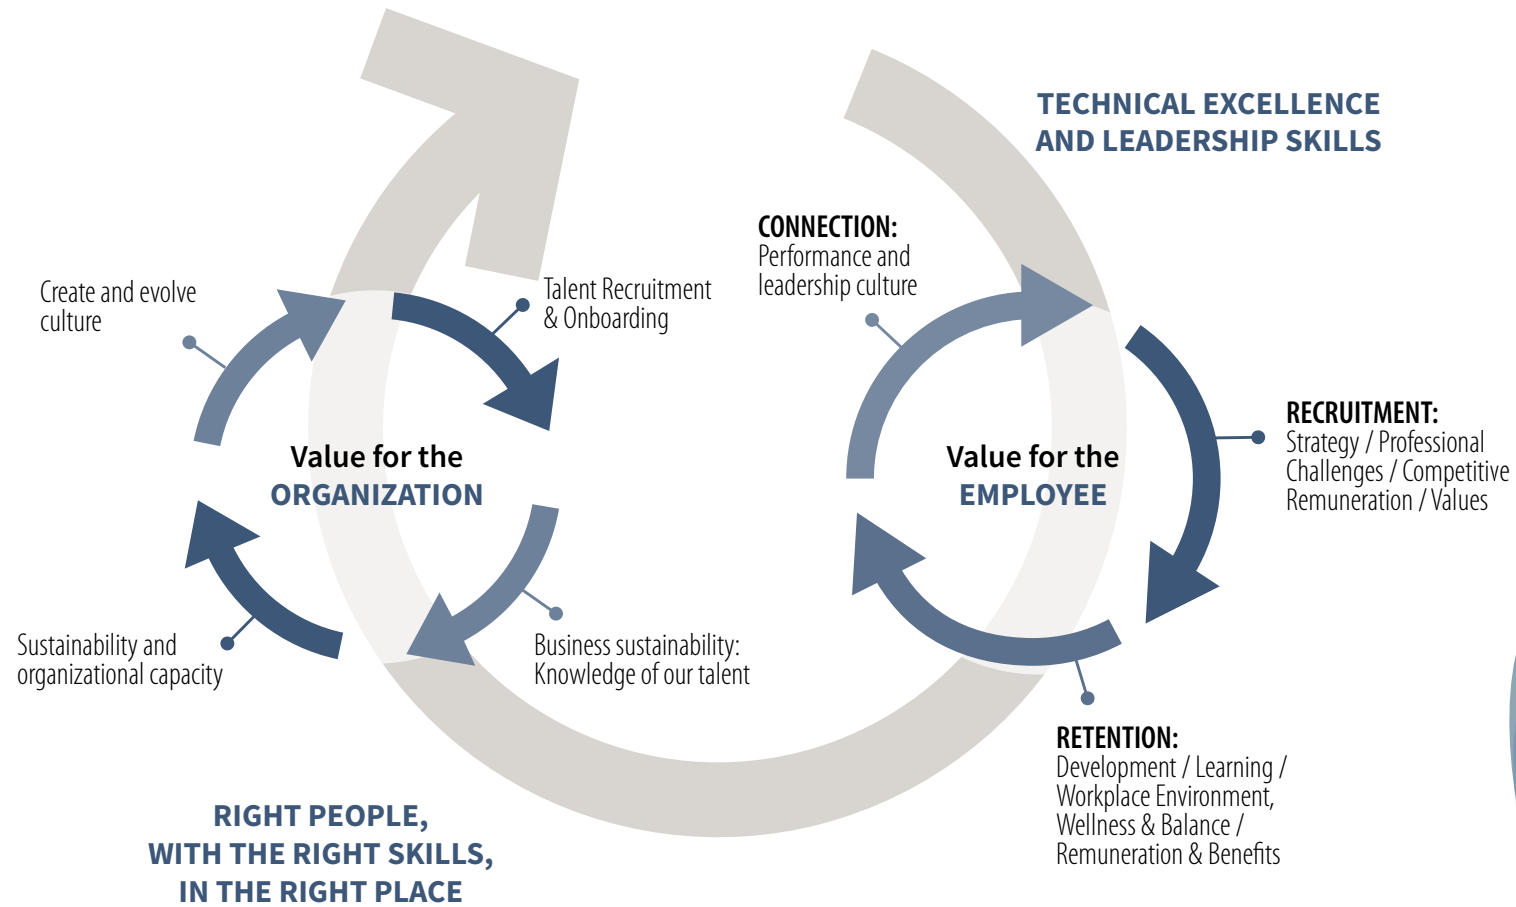 TECHNICAL EXCELLENCE
AND LEADERSHIP SKILLS
CONNECTION:
Performance and
leadership culture
Create and evolve
culture
Talent Recruitment
& Onboarding
RECRUITMENT:
Strategy / Professional
Challenges / Competitive
Remuneration / Values
Value for the
ORGANIZATION
Value for the
EMPLOYEE
Sustainability and
organizational capacity
Business sustainability:
Knowledge of our talent
RETENTION:
Development / Learning /
Workplace Environment,
Wellness & Balance /
Remuneration & Benefits
RIGHT PEOPLE,
WITH THE RIGHT SKILLS,
IN THE RIGHT PLACE